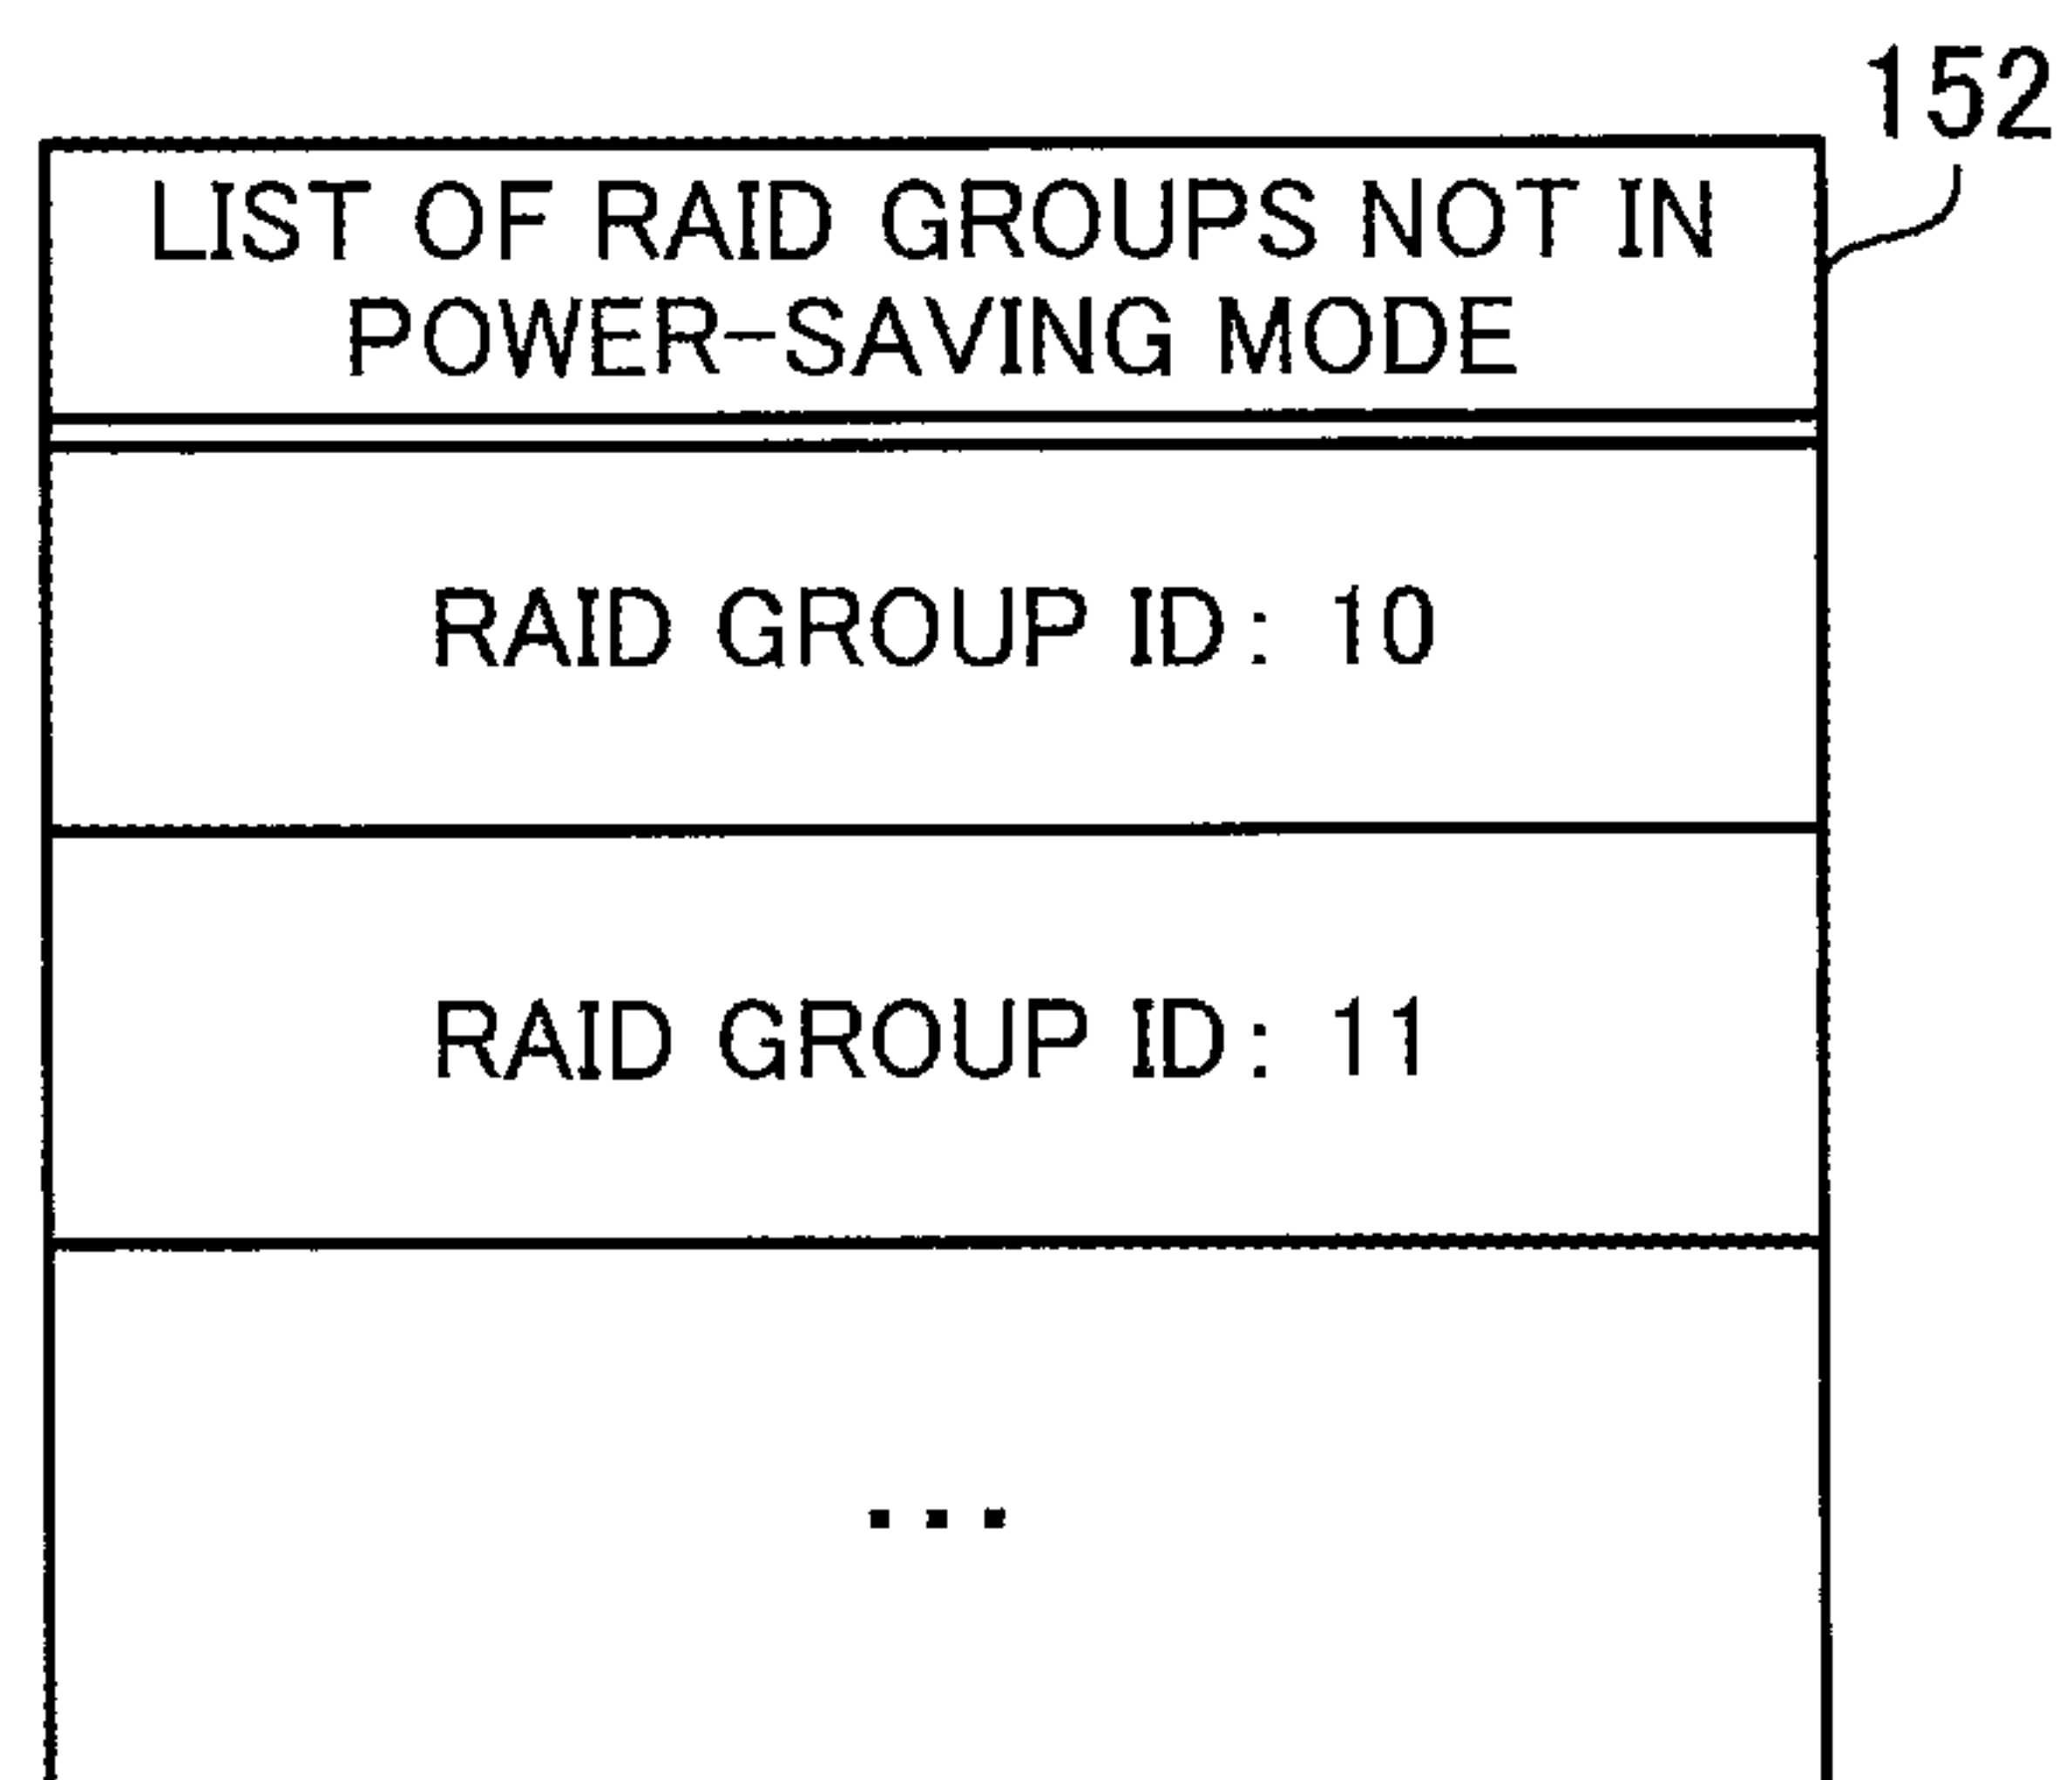 152
LIST OF RAID GROUPS NOT IN
POWER-SAVING MODE
RAID GROUP ID: 10
RAID GROUP ID: 11
...